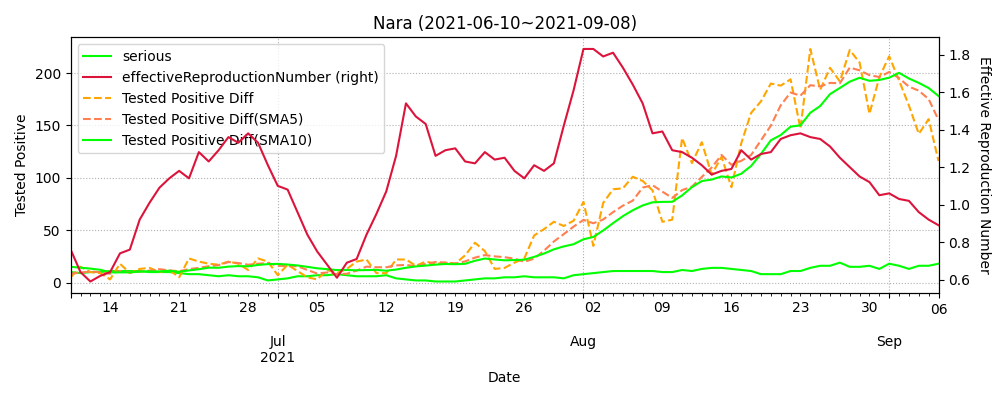 Nara (2021-06-10~2021-09-08)
serious
effectiveReproductionNumber (right)
Tested Positive Diff
Tested Positive Diff(SMA5)
Tested Positive Diff(SMA10)
Tested Positive
200
150
100
50
0
1.8
1.6
1.4
1.2
1.0
0.8
0.6
Effective Reproduction Number
14 21 28 05 12 19 26 02 09 16 23 30 06
Jul Aug Sep
2021
Date